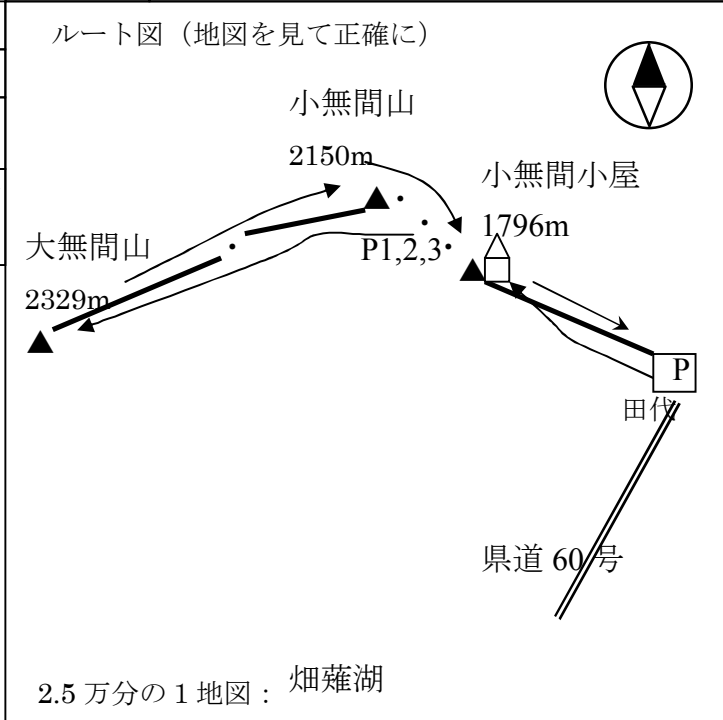 ルート図（地図を見て正確に）
小無間山
2150m
小無間小屋
1796m
大無間山
P1,2,3
2329m
P
田代
県道 60 号
2.5 万分の 1 地図： 畑薙湖